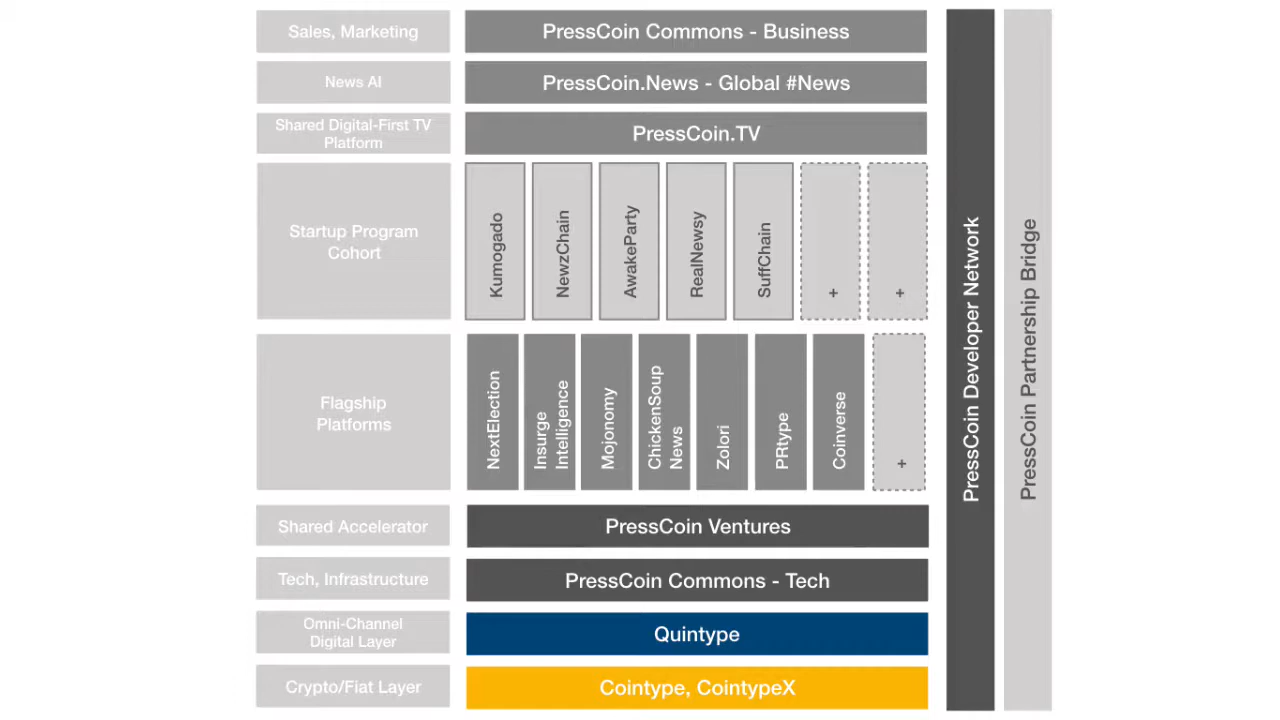 Sales, Marketing
PressCoin Commons - Business
News AI
PressCoin.News - Global #News
Shared Digital-First TV
Platform
PressCoin.TV
Startup Program
Cohort
Kumogado
NewzChain
AwakeParty
RealNewsy
SuffChain
+
+
Flagship
Platforms
NextElection
Insurge
Intelligence
Mojonomy
ChickenSoup
News
Zolori
PRtype
Coinverse
+
Shared Accelerator
PressCoin Ventures
Tech, Infrastructure
PressCoin Commons - Tech
Omni-Channel
Digital Layer
Quintype
Crypto/Fiat Layer
Cointype, CointypeX
PressCoin Developer Network
PressCoin Partnership Bridge